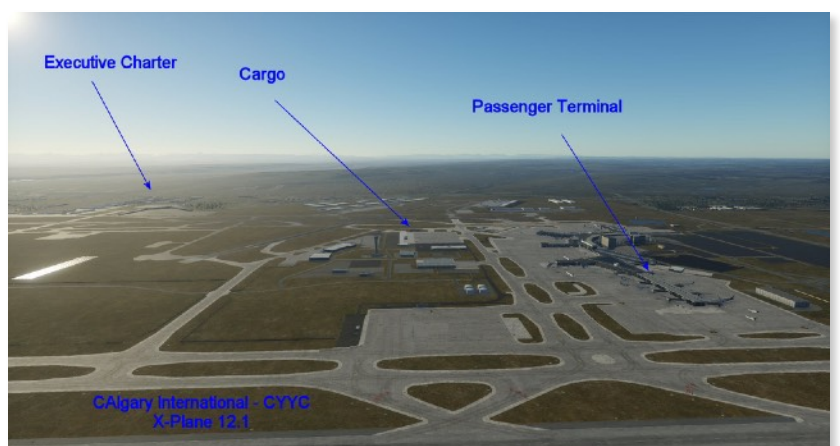 Executive Charter
Cargo
Passenger Terminal
CAlgary International - CYYC
X-Plane 12.1